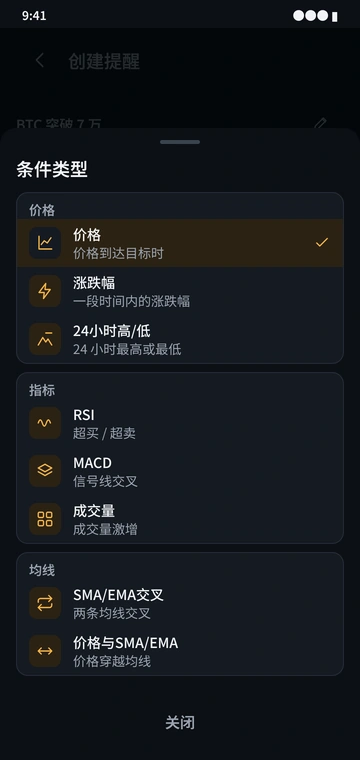 9:41
创建提醒
BTC 突破 7 万
条件类型
价格
价格
价格到达目标时
涨跌幅
一段时间内的涨跌幅
24小时高/低
24 小时最高或最低
指标
RSI
超买 / 超卖
MACD
信号线交叉
成交量
成交量激增
均线
SMA/EMA交叉
两条均线交叉
价格与SMA/EMA
价格穿越均线
关闭